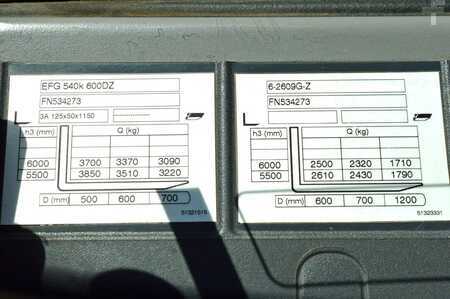 EFG 540k 600DZ
FN534273
3A 125x50x1150 ----------
h3 (mm) Q (kg)
6000 3700 3370 3090
5500 3850 3510 3220
D (mm) 500 600 700
51321515
6-2609G-Z
FN534273
h3 (mm) Q (kg)
6000 2500 2320 1710
5500 2610 2430 1790
D (mm) 600 700 1200
51323331